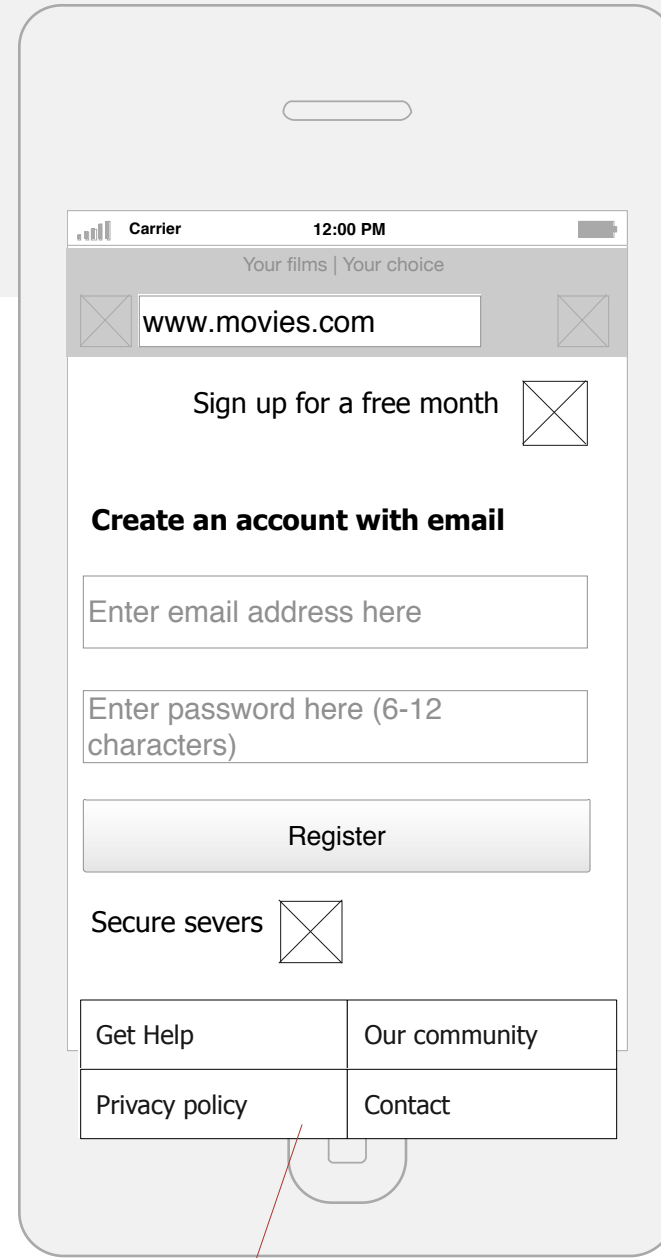 Carrier 12:00 PM
Your films | Your choice
www.movies.com
Sign up for a free month
Create an account with email
Enter email address here
Enter password here (6-12
characters)
Register
Secure severs
Get Help Our community
Privacy policy Contact